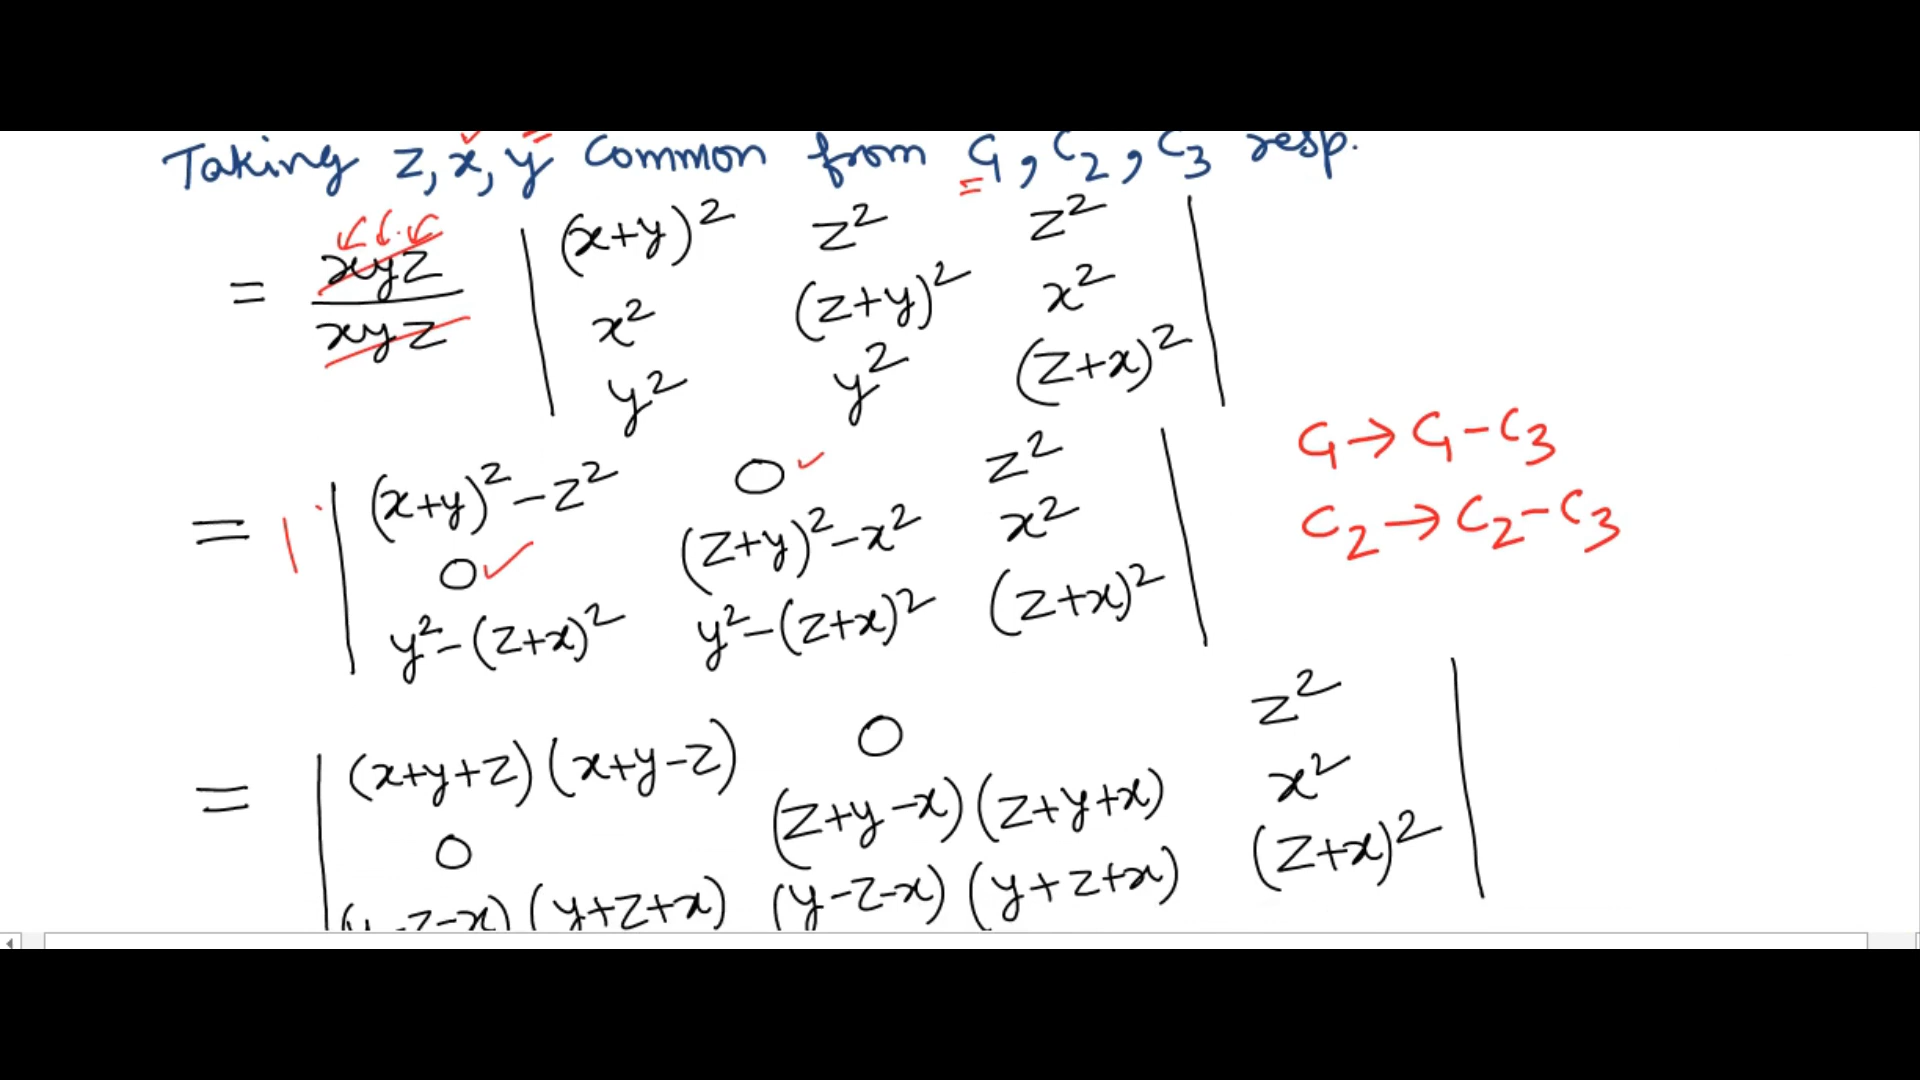 Taking z, x, y common from C₁, C₂, C₃ resp.
= xyz/xyz | (x+y)² z² z² |
x² (z+y)² x²
y² y² (z+x)²
C₁→C₁-C₃
= 1· | (x+y)²-z² 0 z² |
C₂→C₂-C₃
0 (z+y)²-x² x²
y²-(z+x)² y²-(z+x)² (z+x)²
= | (x+y+z)(x+y-z) 0 z² |
0 (z+y-x)(z+y+x) x²
-z-x)(y+z+x) (y-z-x)(y+z+x) (z+x)²